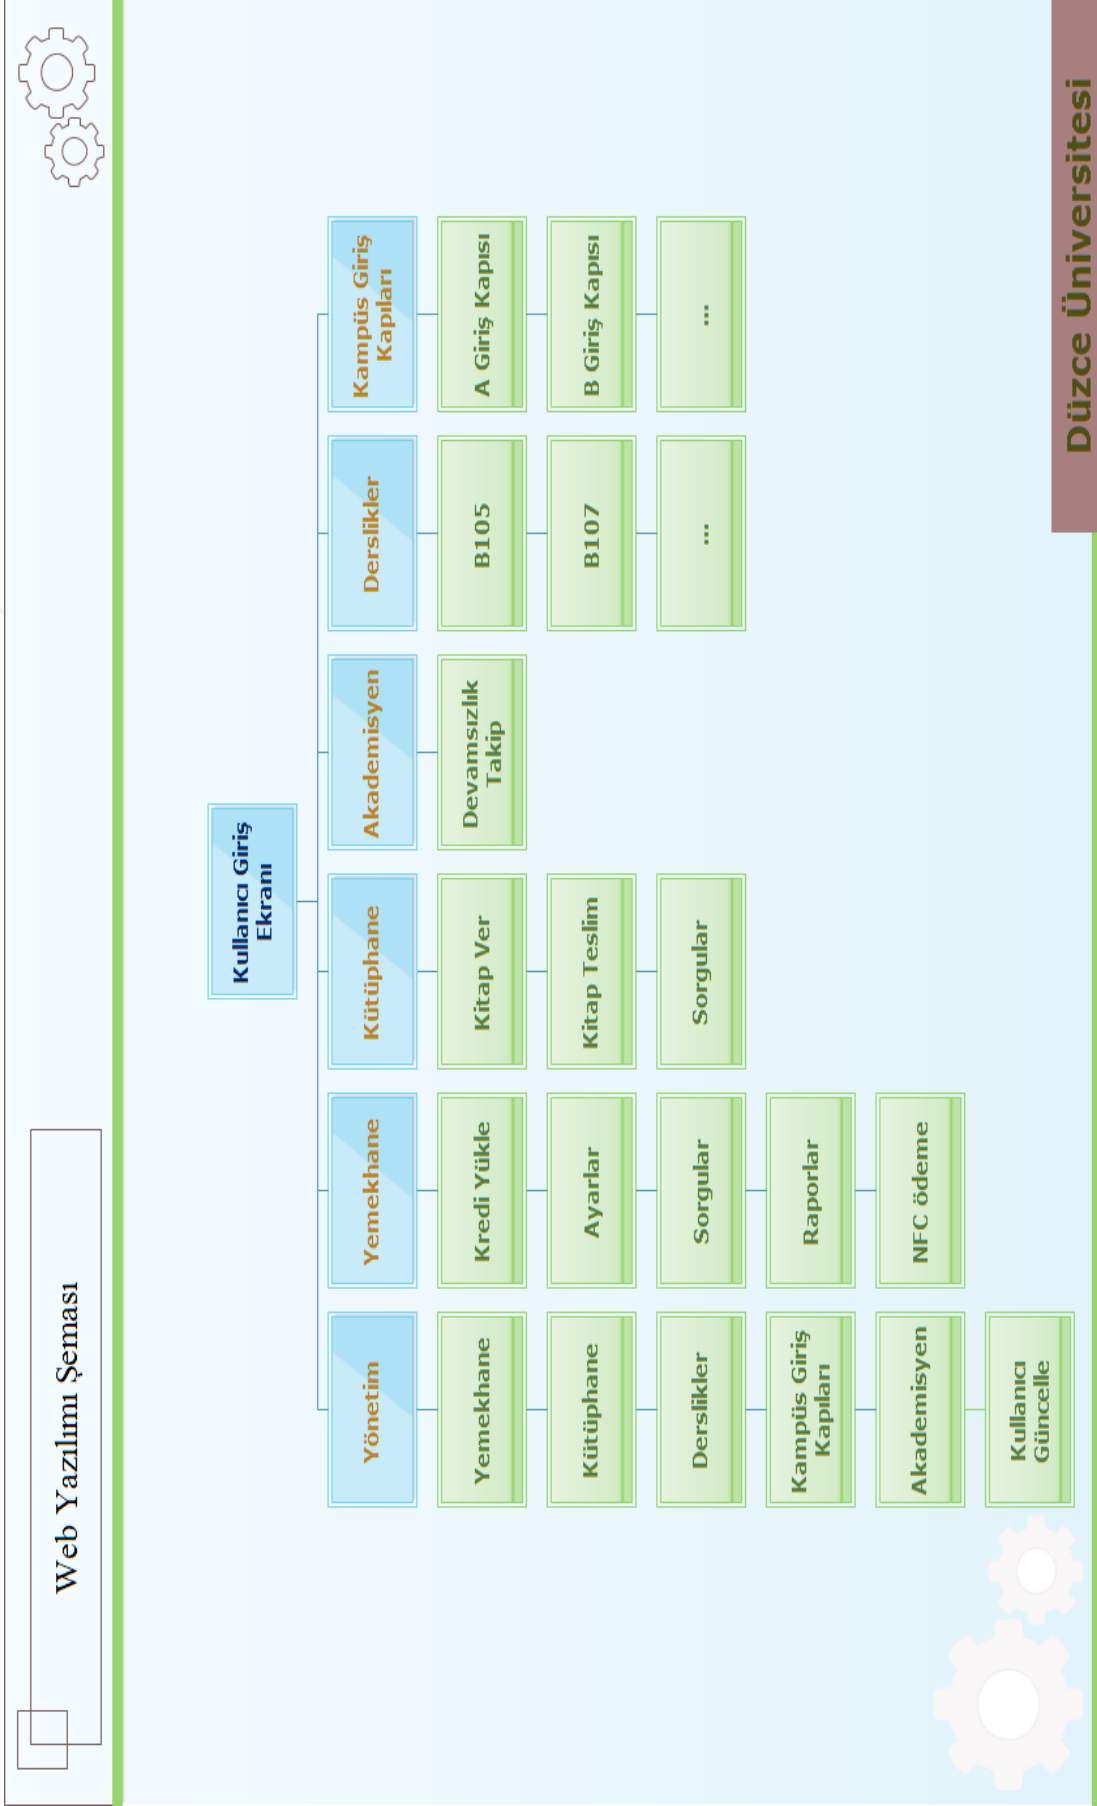 Web Yazılımı Şeması
Kullanıcı Giriş
Ekranı
Yönetim
Yemekhane
Kütüphane
Akademisyen
Derslikler
Kampüs Giriş
Kapıları
Yemekhane
Kredi Yükle
Kitap Ver
Devamsızlık
Takip
B105
A Giriş Kapısı
Kütüphane
Ayarlar
Kitap Teslim
B107
B Giriş Kapısı
Derslikler
Sorgular
Sorgular
...
...
Kampüs Giriş
Kapıları
Raporlar
Akademisyen
NFC ödeme
Kullanıcı
Güncelle
Düzce Üniversitesi